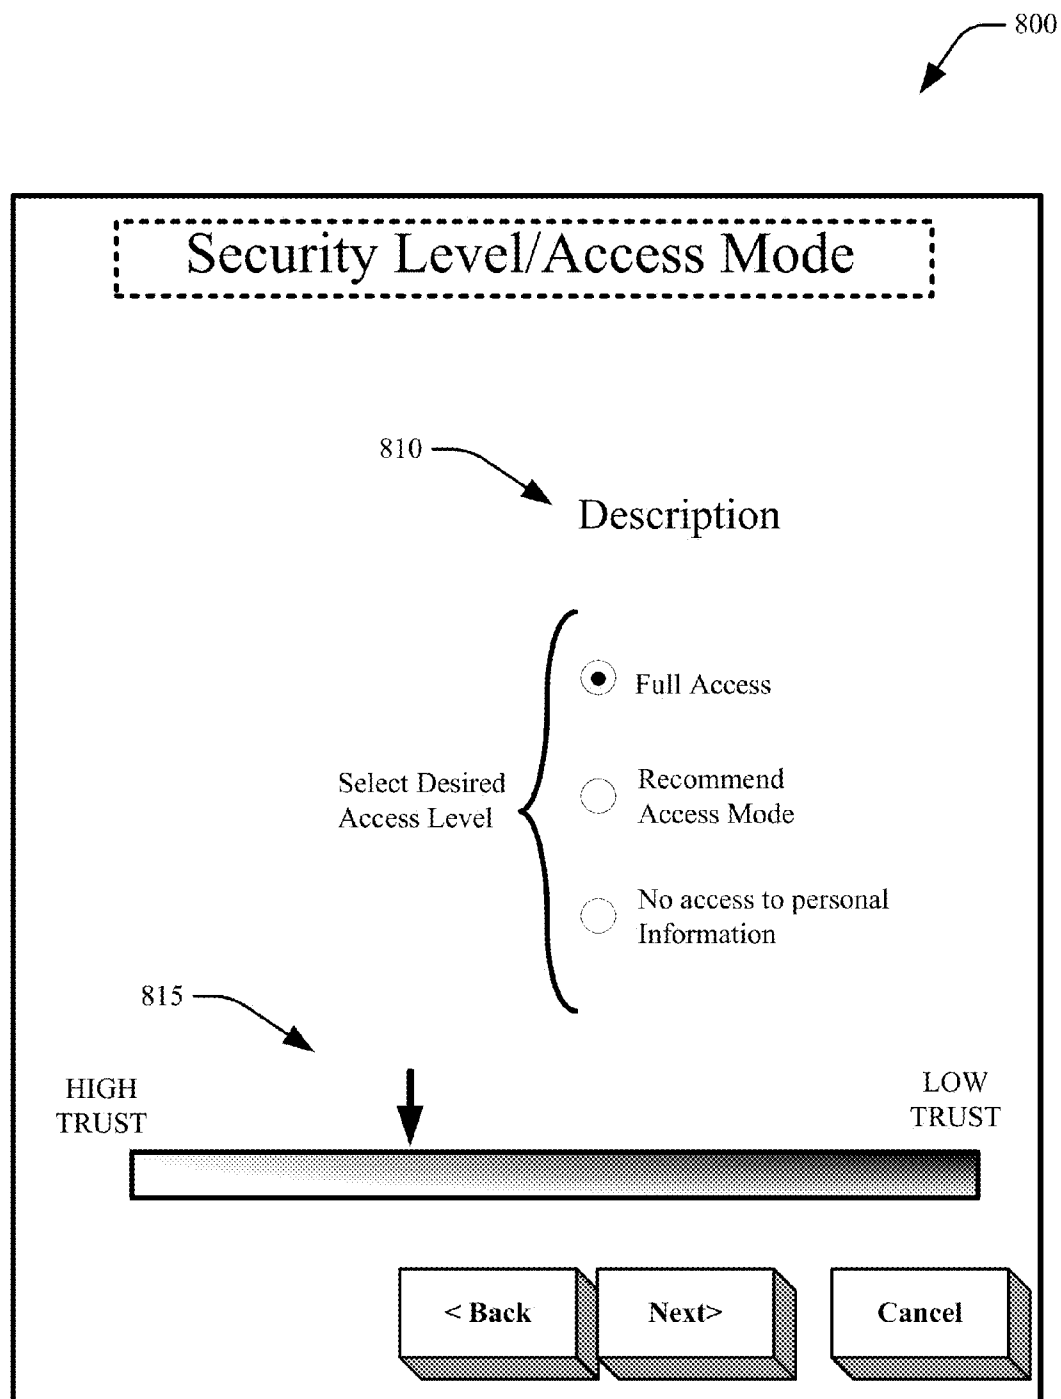 800
Security Level/Access Mode
810
Description
Full Access
Select Desired
Access Level
Recommend
Access Mode
No access to personal
Information
815
HIGH
TRUST
LOW
TRUST
< Back
Next>
Cancel